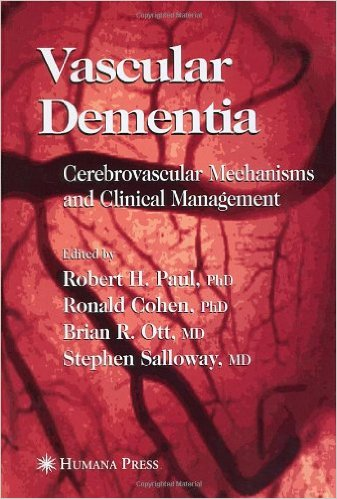 Vascular
Dementia
Cerebrovascular Mechanisms
and Clinical Management
Edited by
Robert H. Paul, PhD
Ronald Cohen, PhD
Brian R. Ott, MD
Stephen Salloway, MD
HUMANA PRESS